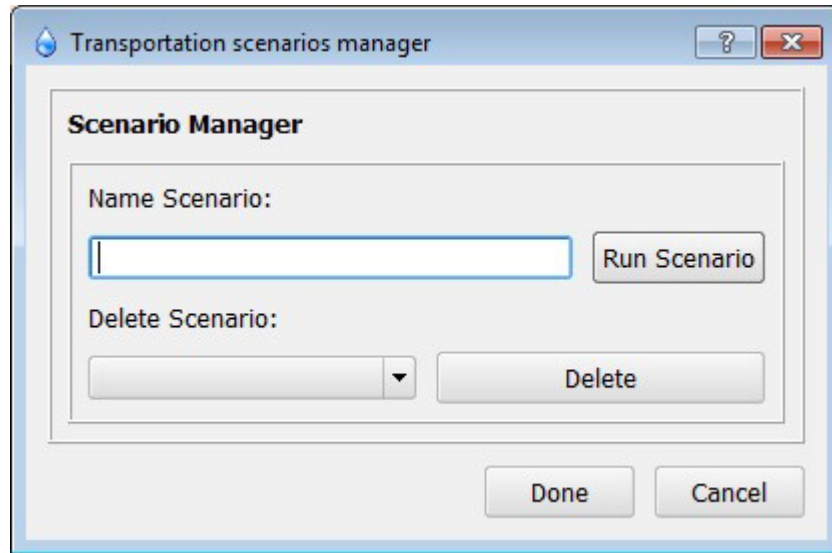 Transportation scenarios manager
Scenario Manager
Name Scenario:
Run Scenario
Delete Scenario:
Delete
Done Cancel